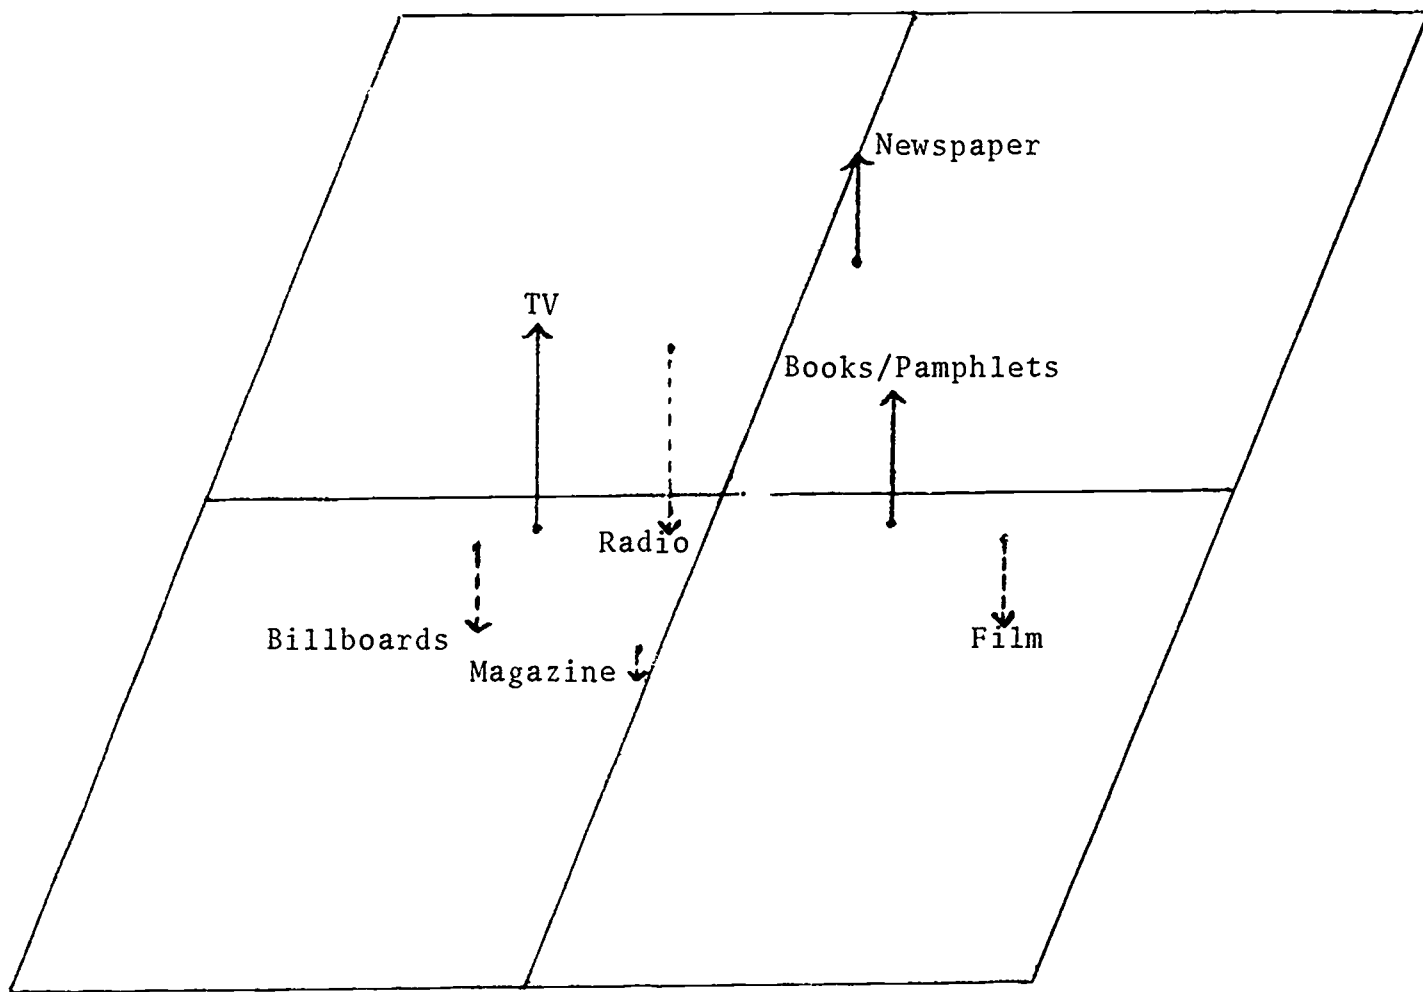 Newspaper
TV
Books/Pamphlets
Radio
Billboards
Film
Magazine